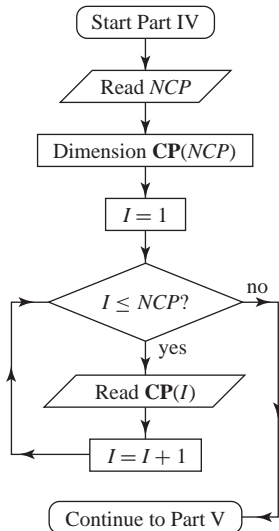 Start Part IV
Read NCP
Dimension CP(NCP)
I = 1
I ≤ NCP?
no
yes
Read CP(I)
I = I + 1
Continue to Part V